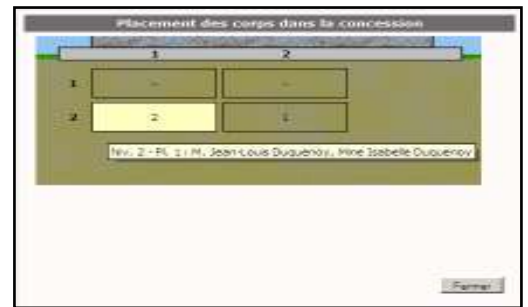 Placement des corps dans la concession
1 2
1 - -
2 2 1
Niv. 2 - Pl. 1 : M. Jean-Louis Duquenoy, Mme Isabelle Duquenoy
Fermer